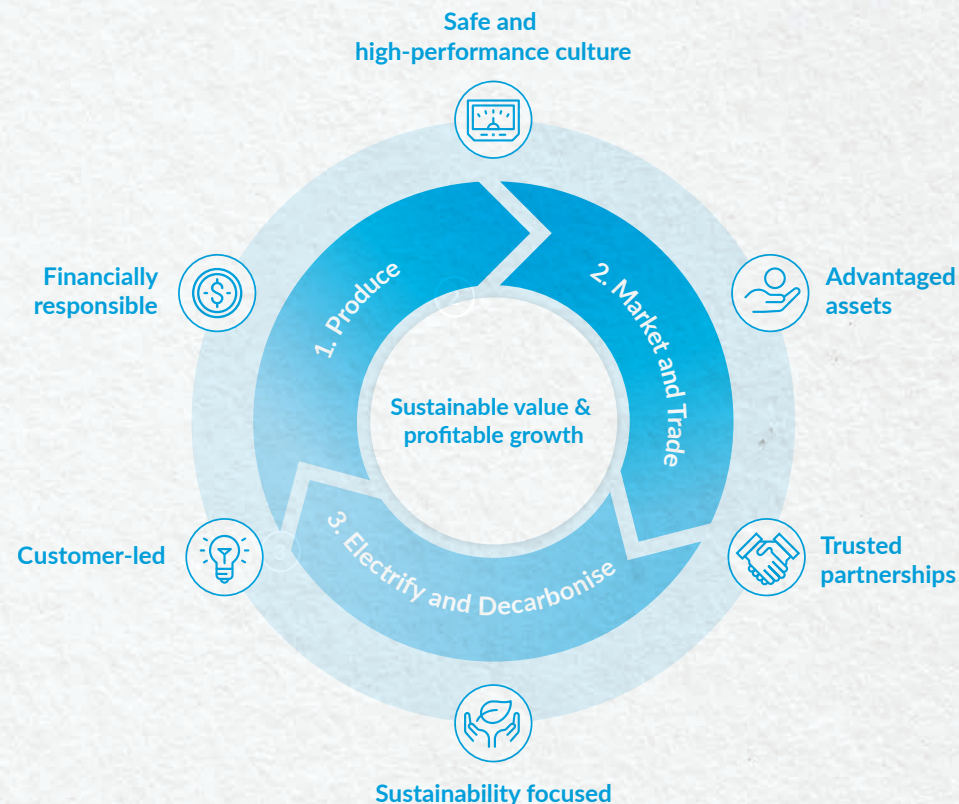 Safe and
high-performance culture
Financially
responsible
$
1. Produce
2. Market and Trade
Advantaged
assets
Sustainable value &
profitable growth
Customer-led
3. Electrify and Decarbonise
Trusted
partnerships
Sustainability focused